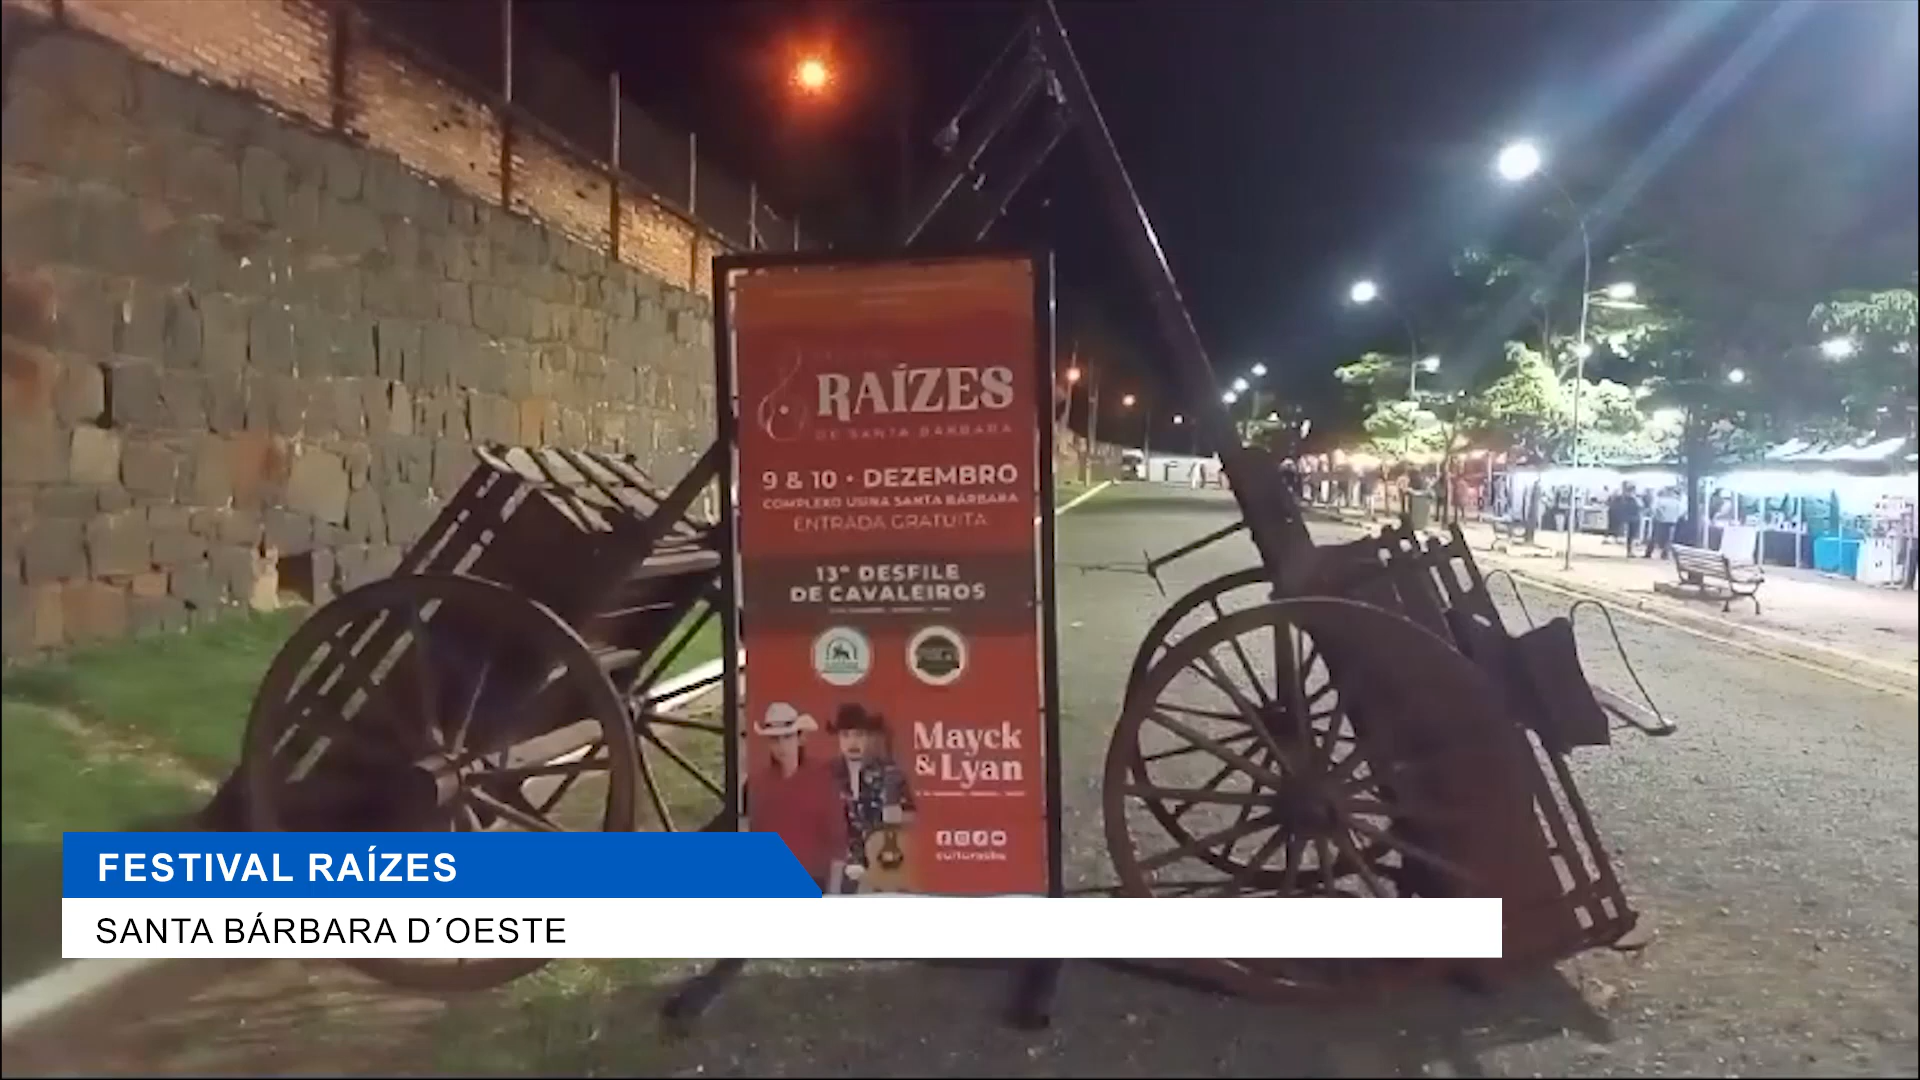 RAÍZES
DE SANTA BÁRBARA
9 & 10 • DEZEMBRO
COMPLEXO USINA SANTA BÁRBARA
ENTRADA GRATUITA
13º DESFILE
DE CAVALEIROS
Mayck
& Lyan
culturasbo
FESTIVAL RAÍZES
SANTA BÁRBARA D´OESTE